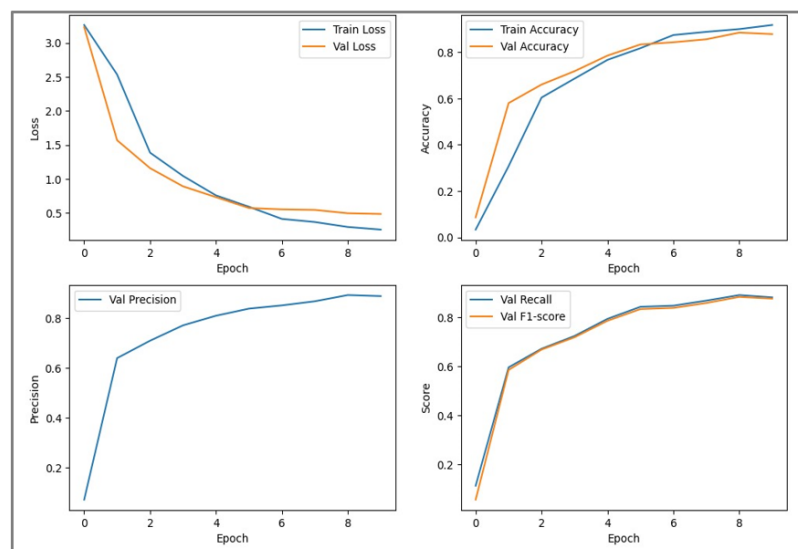 Train Loss
Val Loss
3.0
2.5
2.0
1.5
1.0
0.5
Loss
0
2
4
6
8
Epoch
Train Accuracy
Val Accuracy
0.8
0.6
0.4
0.2
0.0
Accuracy
0
2
4
6
8
Epoch
Val Precision
0.8
0.6
0.4
0.2
Precision
0
2
4
6
8
Epoch
Val Recall
Val F1-score
0.8
0.6
0.4
0.2
Score
0
2
4
6
8
Epoch